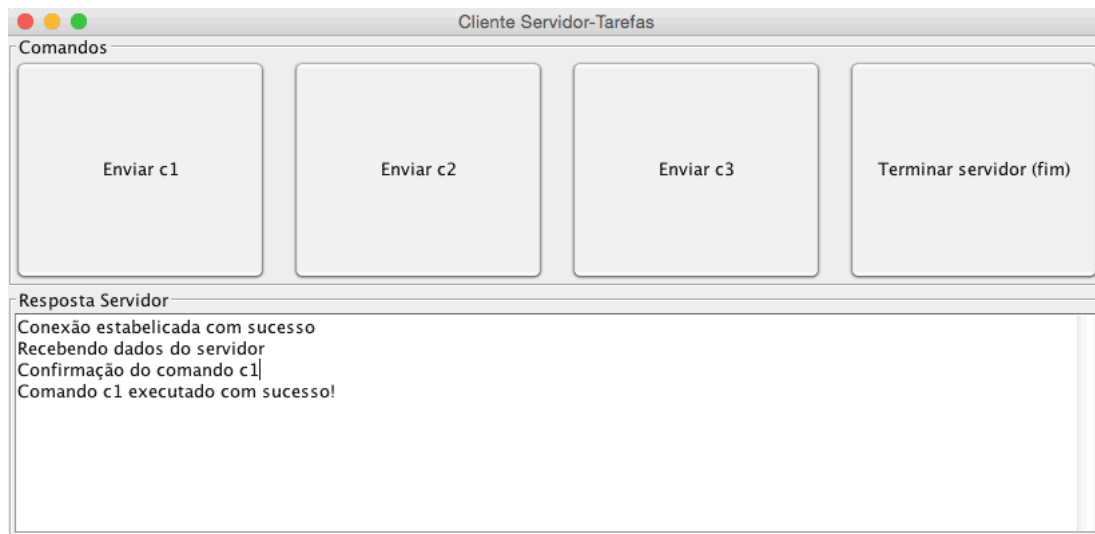 Cliente Servidor-Tarefas
Comandos
Enviar c1
Enviar c2
Enviar c3
Terminar servidor (fim)
Resposta Servidor
Conexão estabelicada com sucesso
Recebendo dados do servidor
Confirmação do comando c1
Comando c1 executado com sucesso!